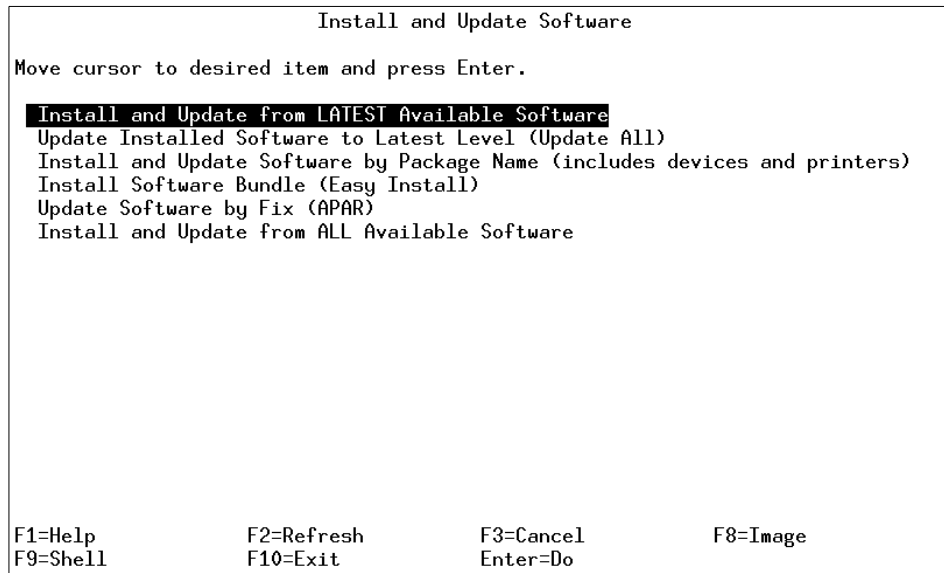 Install and Update Software
Move cursor to desired item and press Enter.
Install and Update from LATEST Available Software
Update Installed Software to Latest Level (Update All)
Install and Update Software by Package Name (includes devices and printers)
Install Software Bundle (Easy Install)
Update Software by Fix (APAR)
Install and Update from ALL Available Software
F1=Help F2=Refresh F3=Cancel F8=Image
F9=Shell F10=Exit Enter=Do